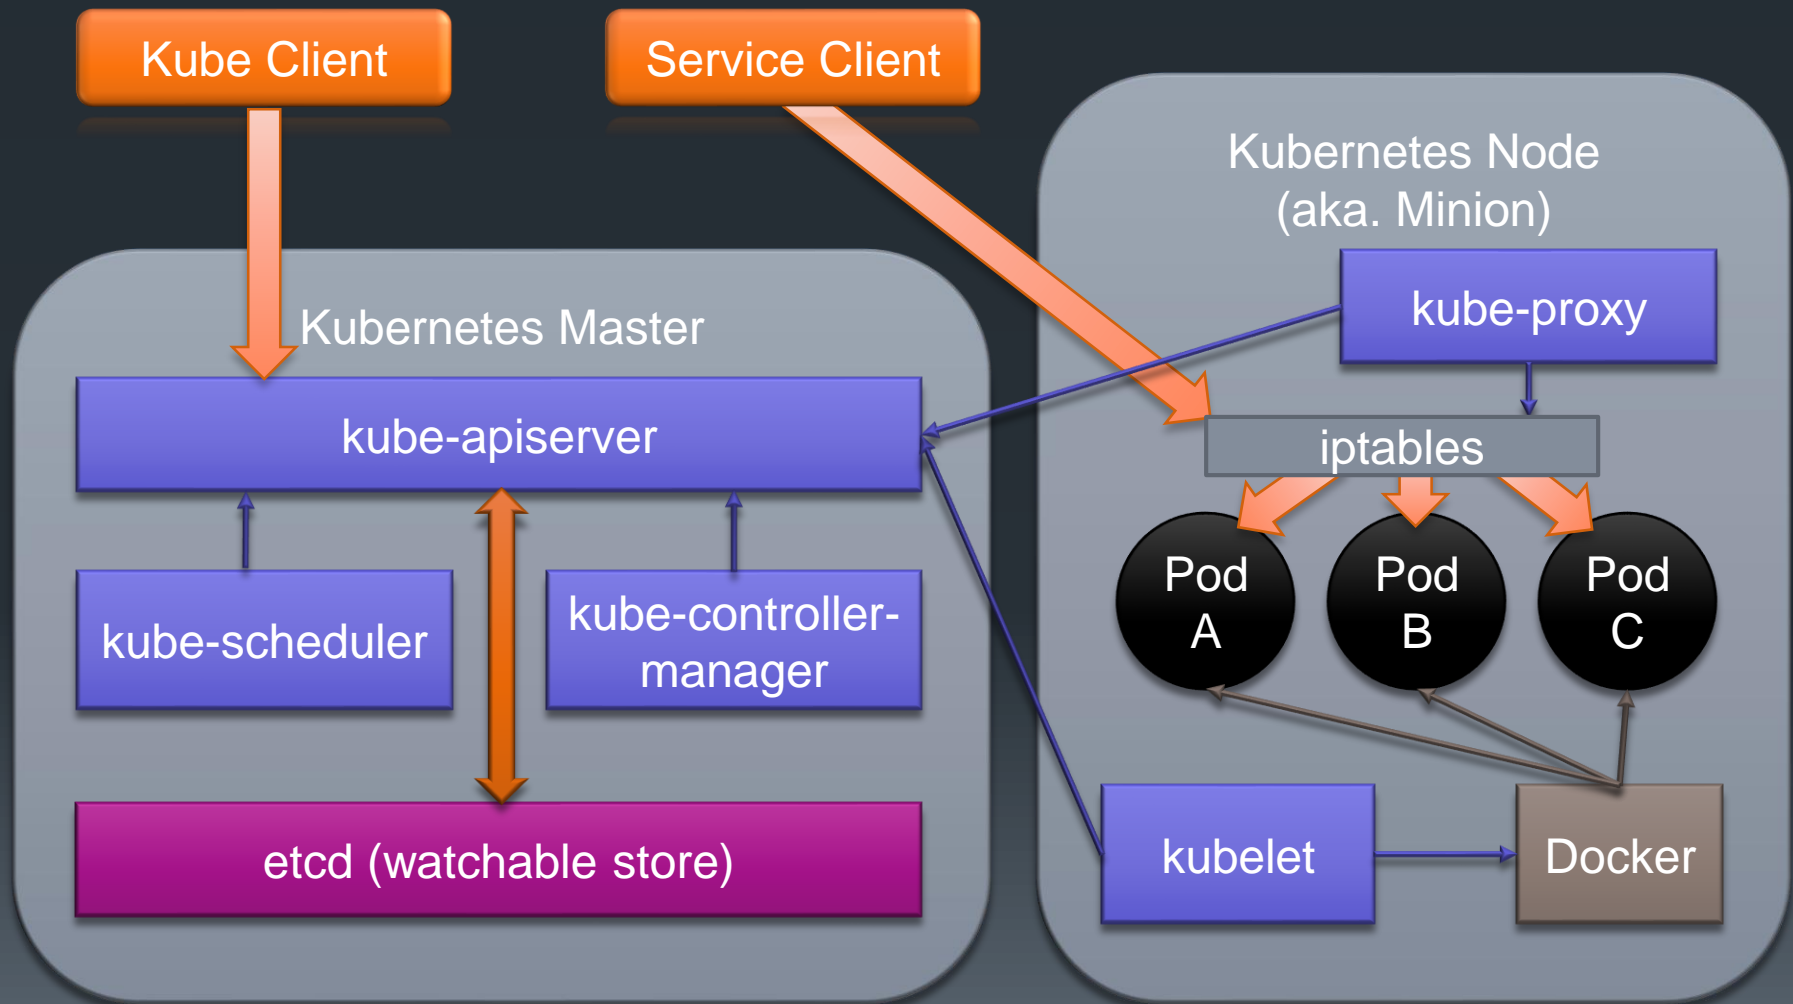 Kube Client
Service Client
Kubernetes Node
(aka. Minion)
kube-proxy
Kubernetes Master
kube-apiserver
iptables
Pod
A
Pod
B
Pod
C
kube-scheduler
kube-controller-
manager
etcd (watchable store)
kubelet
Docker